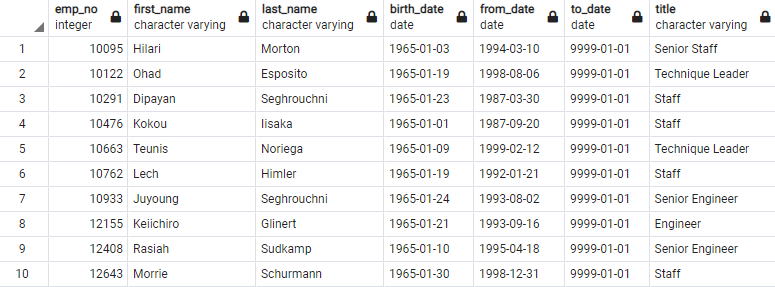 emp_no first_name last_name birth_date from_date to_date title
integer character varying character varying date date date character varying
1 10095 Hilari Morton 1965-01-03 1994-03-10 9999-01-01 Senior Staff
2 10122 Ohad Esposito 1965-01-19 1998-08-06 9999-01-01 Technique Leader
3 10291 Dipayan Seghrouchni 1965-01-23 1987-03-30 9999-01-01 Staff
4 10476 Kokou Iisaka 1965-01-01 1987-09-20 9999-01-01 Staff
5 10663 Teunis Noriega 1965-01-09 1999-02-12 9999-01-01 Technique Leader
6 10762 Lech Himler 1965-01-19 1992-01-21 9999-01-01 Staff
7 10933 Juyoung Seghrouchni 1965-01-24 1993-08-02 9999-01-01 Senior Engineer
8 12155 Keiichiro Glinert 1965-01-21 1993-09-16 9999-01-01 Engineer
9 12408 Rasiah Sudkamp 1965-01-10 1995-04-18 9999-01-01 Senior Engineer
10 12643 Morrie Schurmann 1965-01-30 1998-12-31 9999-01-01 Staff